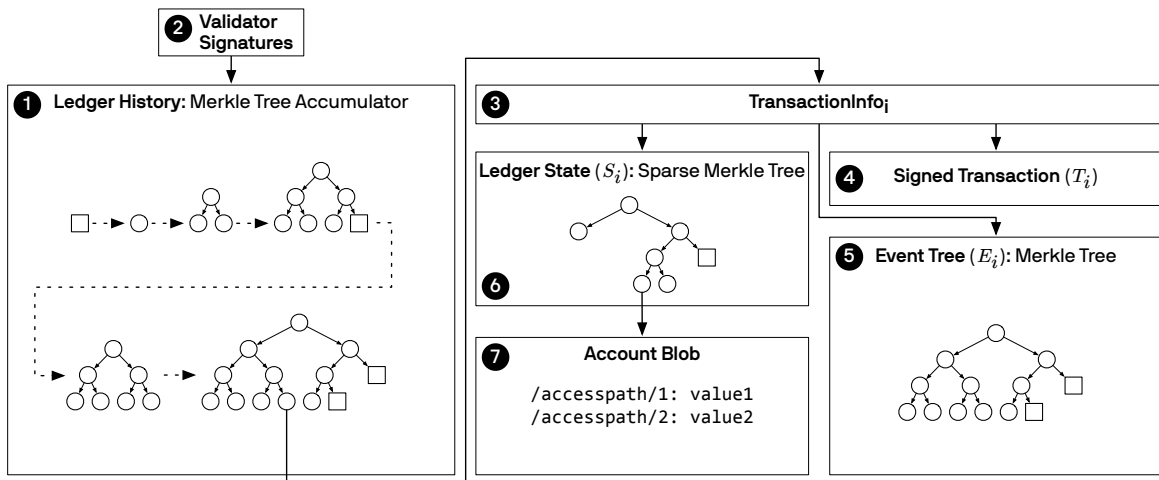 2 Validator
Signatures
1 Ledger History: Merkle Tree Accumulator
3 TransactionInfoi
Ledger State (Si): Sparse Merkle Tree
6
4 Signed Transaction (Ti)
5 Event Tree (Ei): Merkle Tree
7 Account Blob
/accesspath/1: value1
/accesspath/2: value2